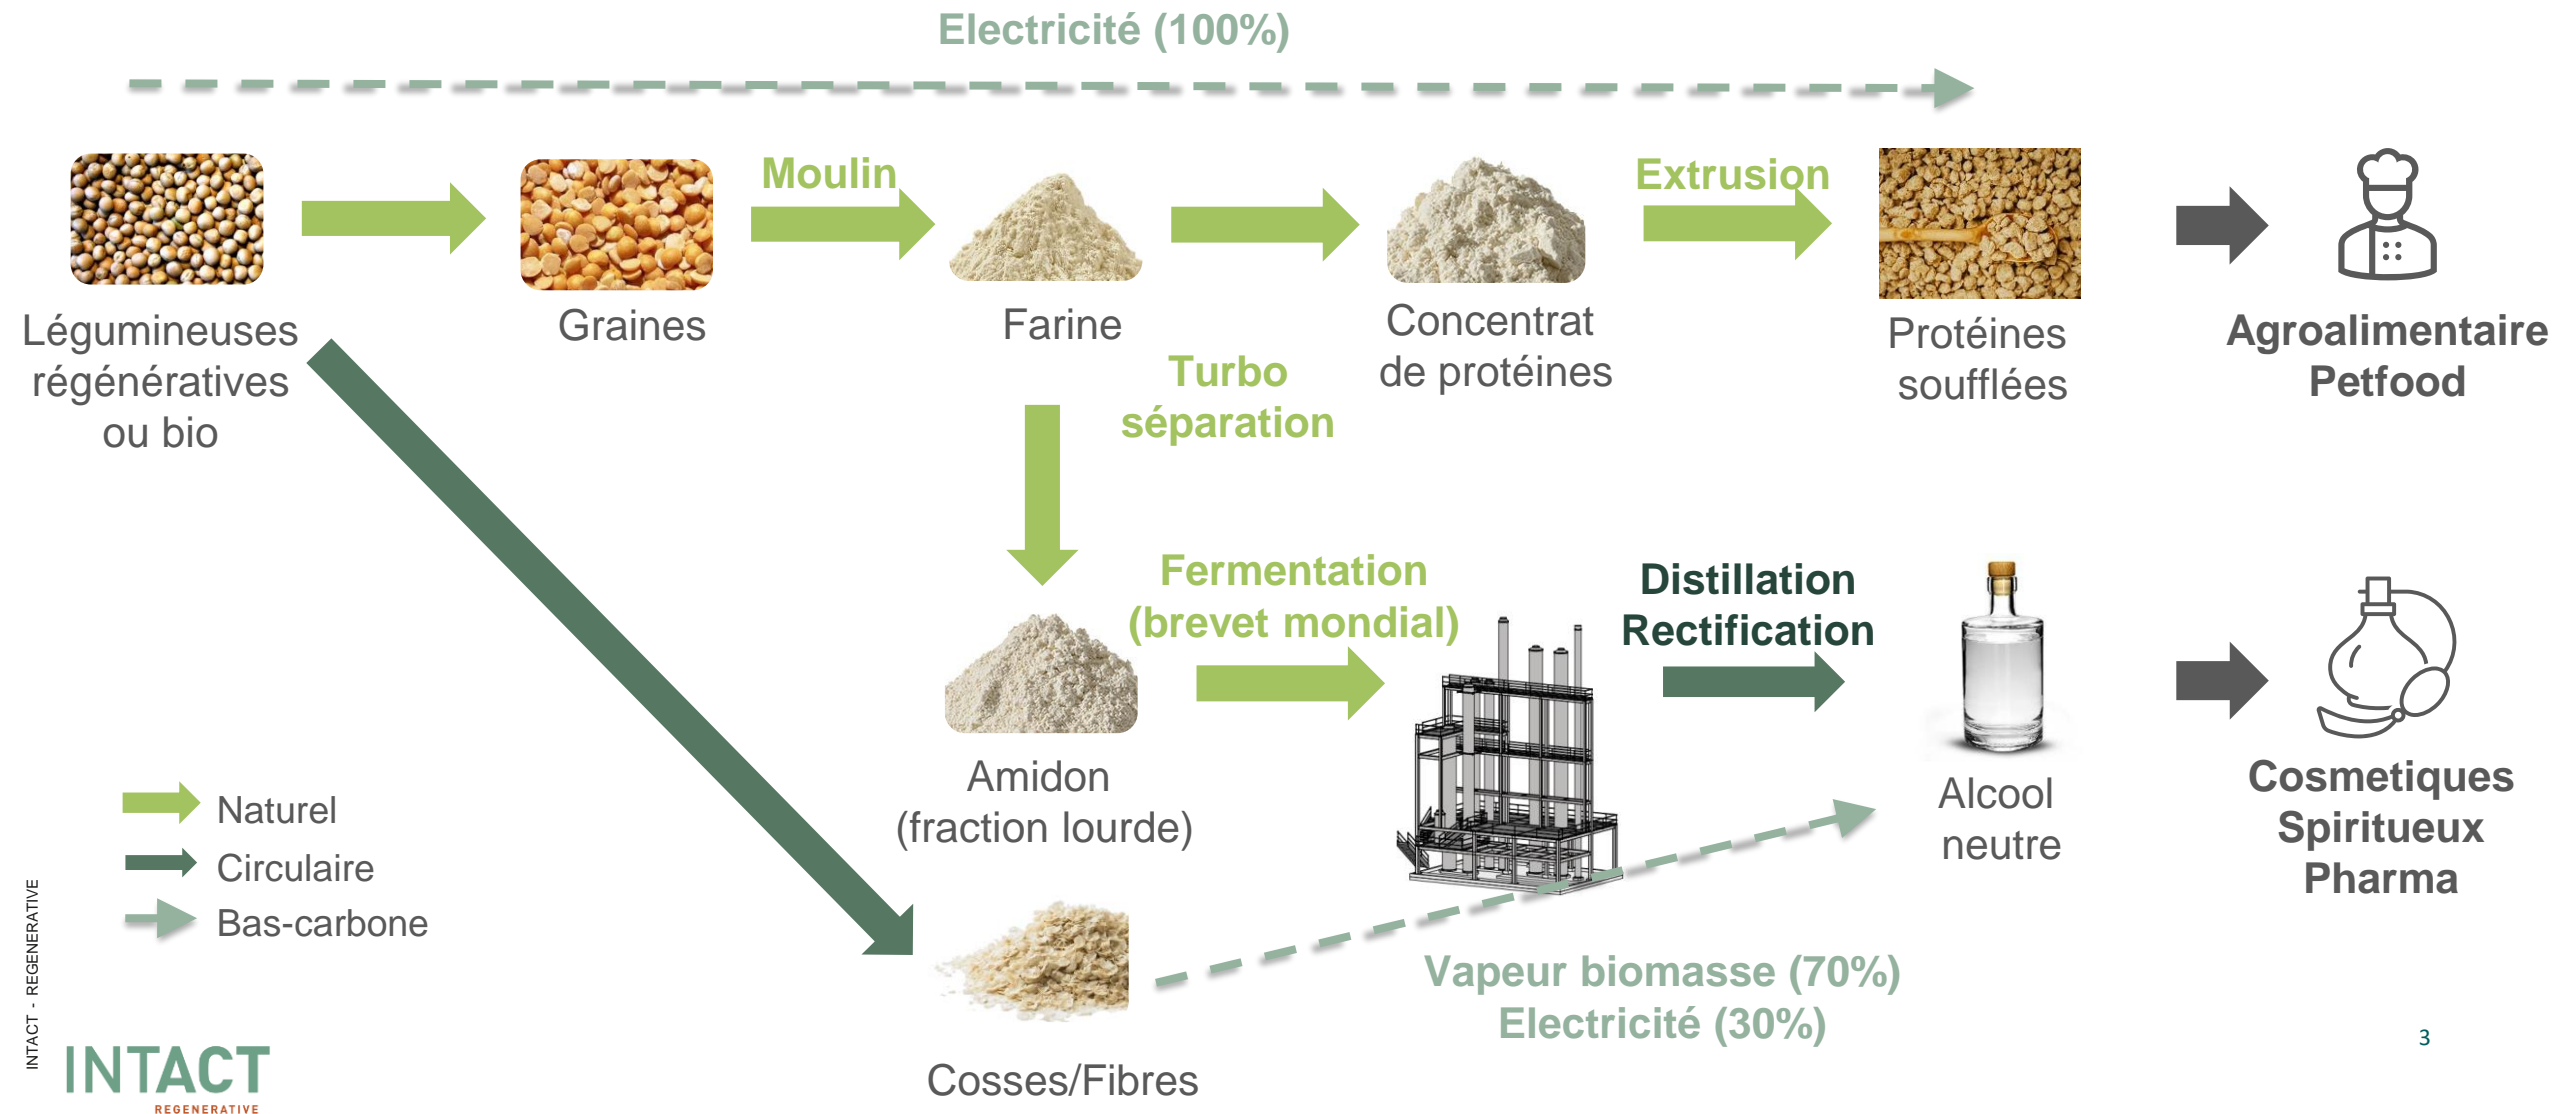 Electricité (100%)
Moulin
Extrusion
Légumineuses
régénératives
ou bio
Graines
Farine
Concentrat
de protéines
Protéines
soufflées
Agroalimentaire
Petfood
Turbo
séparation
Fermentation
(brevet mondial)
Distillation
Rectification
Amidon
(fraction lourde)
Alcool
neutre
Cosmetiques
Spiritueux
Pharma
Naturel
Circulaire
Bas-carbone
Vapeur biomasse (70%)
Electricité (30%)
Cosses/Fibres
INTACT - REGENERATIVE
INTACT
REGENERATIVE
3